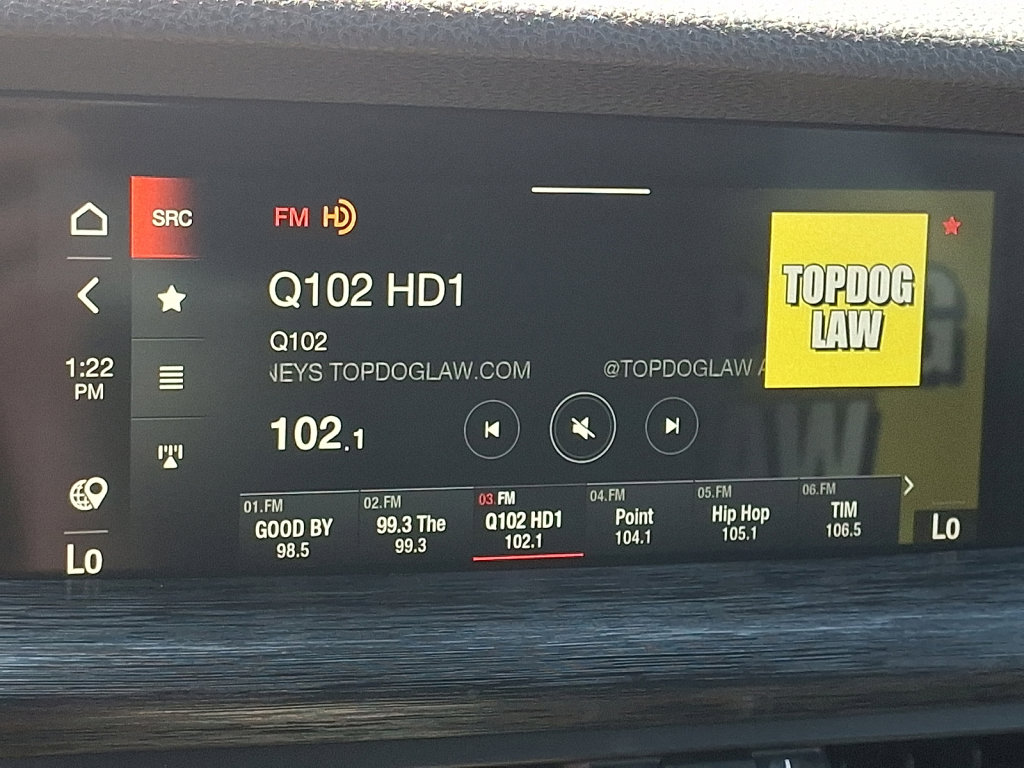 SRC
FM HD
Q102 HD1
Q102
NEYS TOPDOGLAW.COM @TOPDOGLAW A
102.1
1:22
PM
Lo
TOPDOG
LAW
01.FM
GOOD BY
98.5
02.FM
99.3 The
99.3
03.FM
Q102 HD1
102.1
04.FM
Point
104.1
05.FM
Hip Hop
105.1
06.FM
TIM
106.5
Lo